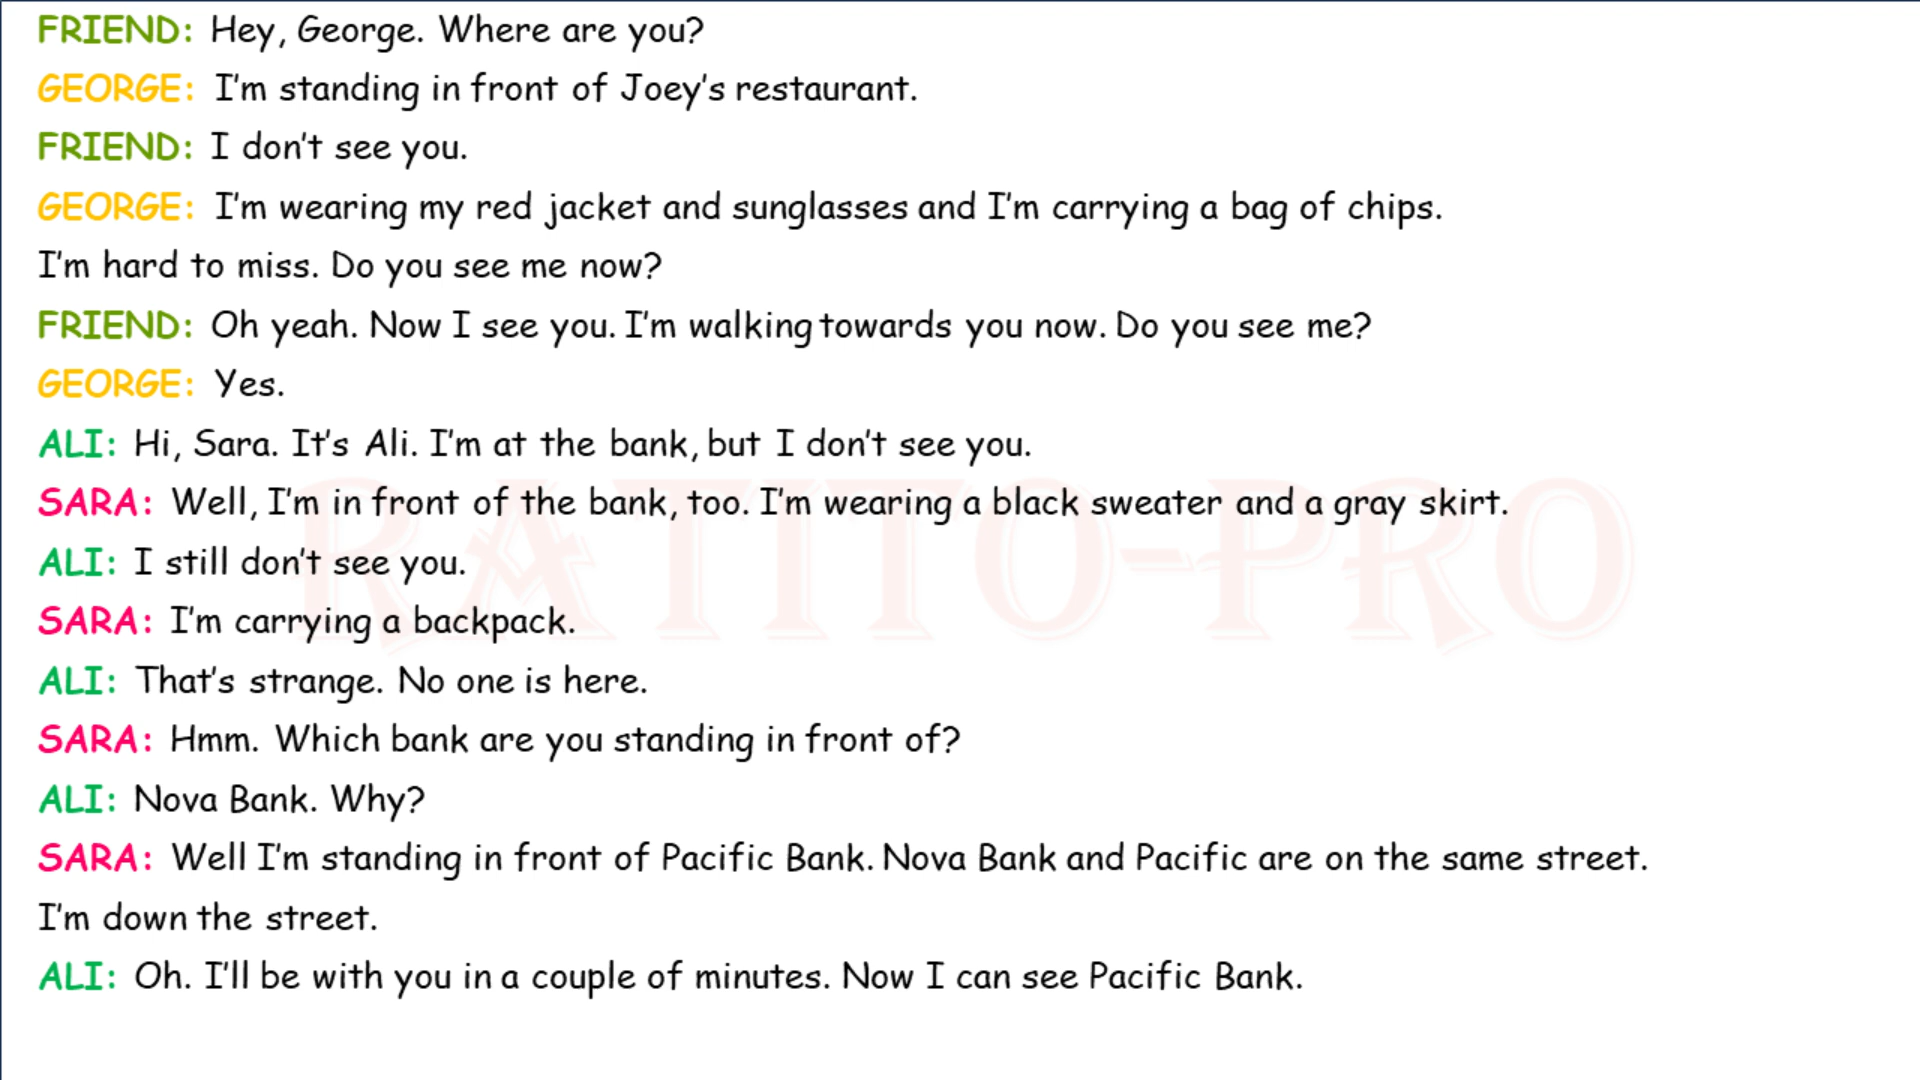 FRIEND: Hey, George. Where are you?
GEORGE: I'm standing in front of Joey's restaurant.
FRIEND: I don't see you.
GEORGE: I'm wearing my red jacket and sunglasses and I'm carrying a bag of chips.
I'm hard to miss. Do you see me now?
FRIEND: Oh yeah. Now I see you. I'm walking towards you now. Do you see me?
GEORGE: Yes.
ALI: Hi, Sara. It's Ali. I'm at the bank, but I don't see you.
SARA: Well, I'm in front of the bank, too. I'm wearing a black sweater and a gray skirt.
ALI: I still don't see you.
RATITO-PRO
SARA: I'm carrying a backpack.
ALI: That's strange. No one is here.
SARA: Hmm. Which bank are you standing in front of?
ALI: Nova Bank. Why?
SARA: Well I'm standing in front of Pacific Bank. Nova Bank and Pacific are on the same street.
I'm down the street.
ALI: Oh. I'll be with you in a couple of minutes. Now I can see Pacific Bank.